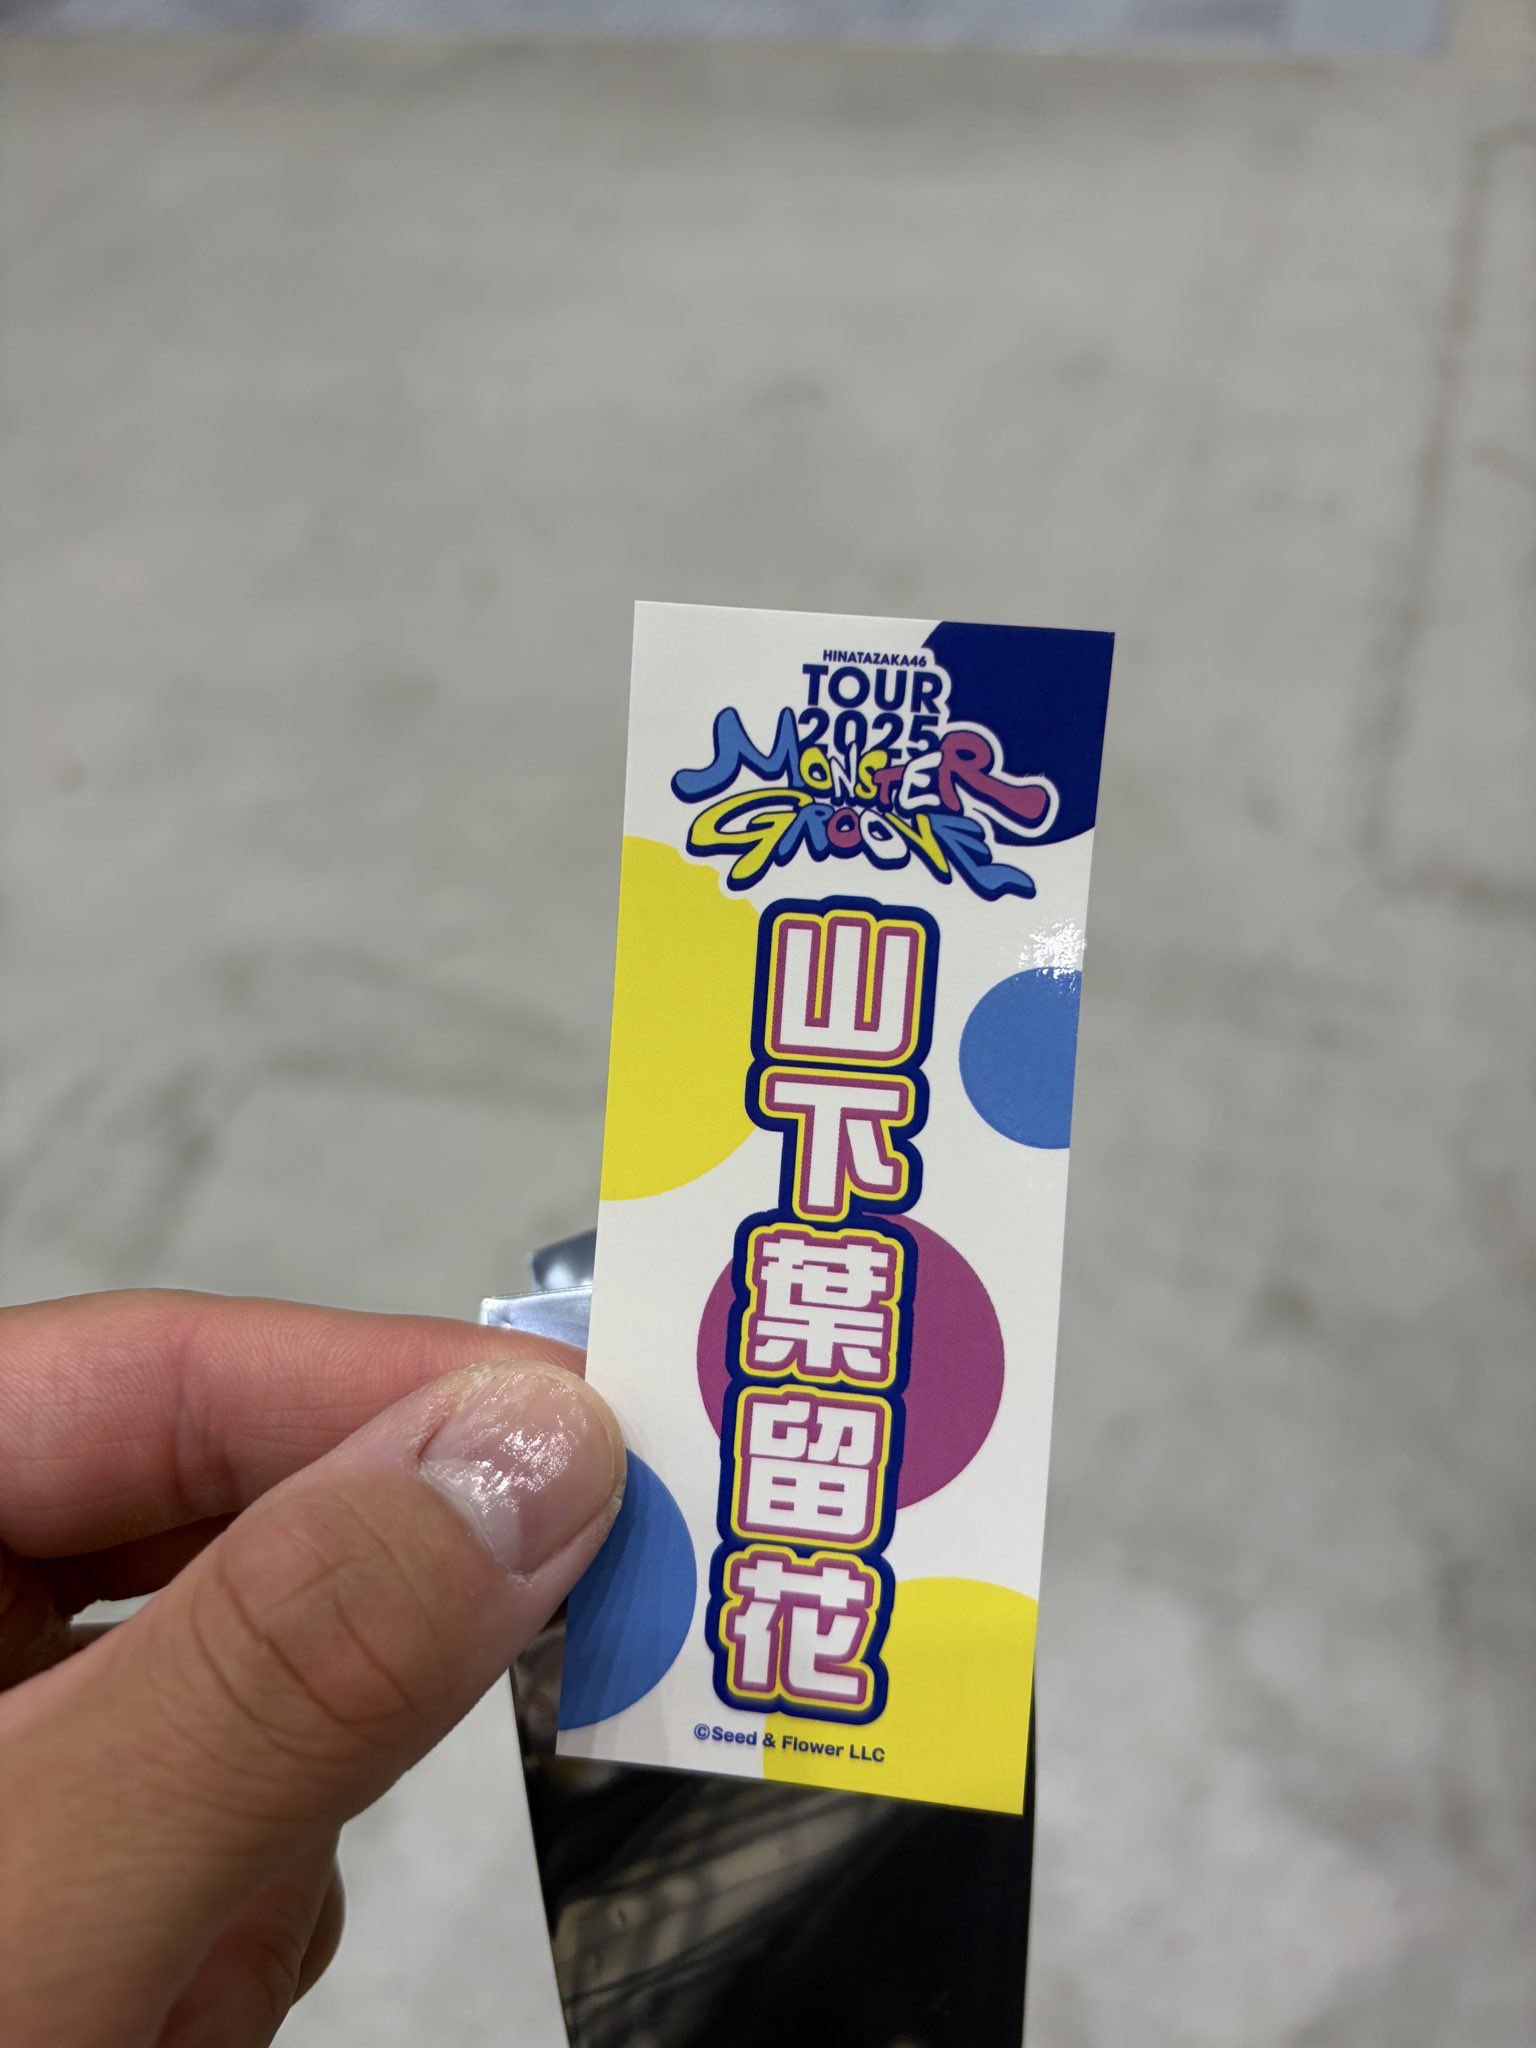 HINATAZAKA46
TOUR
2025
MONSTER
GROOVE
山下葉留花
©Seed & Flower LLC